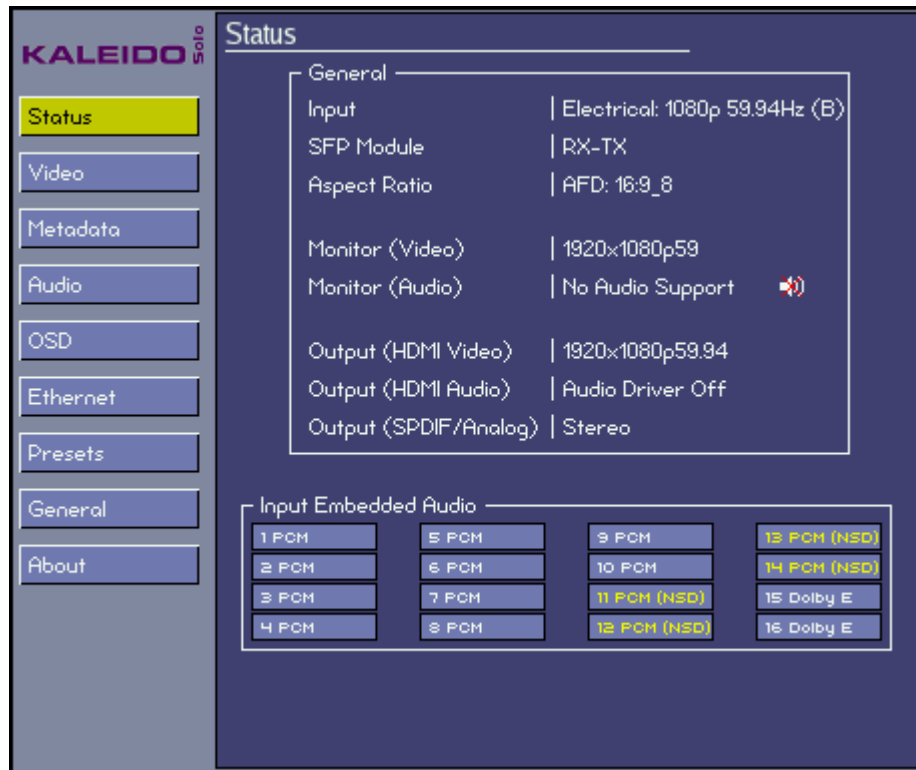 KALEIDO Solo
Status
Video
Metadata
Audio
OSD
Ethernet
Presets
General
About
Status
General
Input | Electrical: 1080p 59.94Hz (B)
SFP Module | RX-TX
Aspect Ratio | AFD: 16:9_8
Monitor (Video) | 1920x1080p59
Monitor (Audio) | No Audio Support
Output (HDMI Video) | 1920x1080p59.94
Output (HDMI Audio) | Audio Driver Off
Output (SPDIF/Analog) | Stereo
Input Embedded Audio
1 PCM 5 PCM 9 PCM 13 PCM (NSD)
2 PCM 6 PCM 10 PCM 14 PCM (NSD)
3 PCM 7 PCM 11 PCM (NSD) 15 Dolby E
4 PCM 8 PCM 12 PCM (NSD) 16 Dolby E